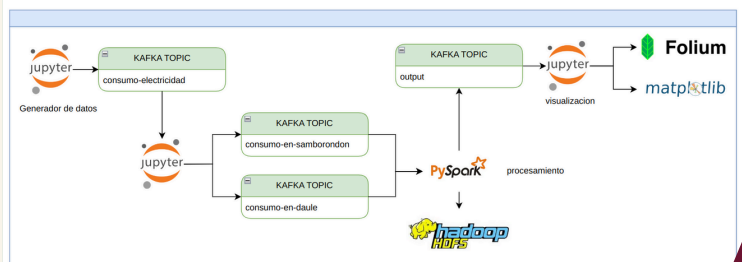 jupyter
Generador de datos
KAFKA TOPIC
consumo-electricidad
jupyter
KAFKA TOPIC
consumo-en-samborondon
KAFKA TOPIC
consumo-en-daule
PySpark
procesamiento
hadoop
HDFS
KAFKA TOPIC
output
jupyter
visualizacion
Folium
matplotlib